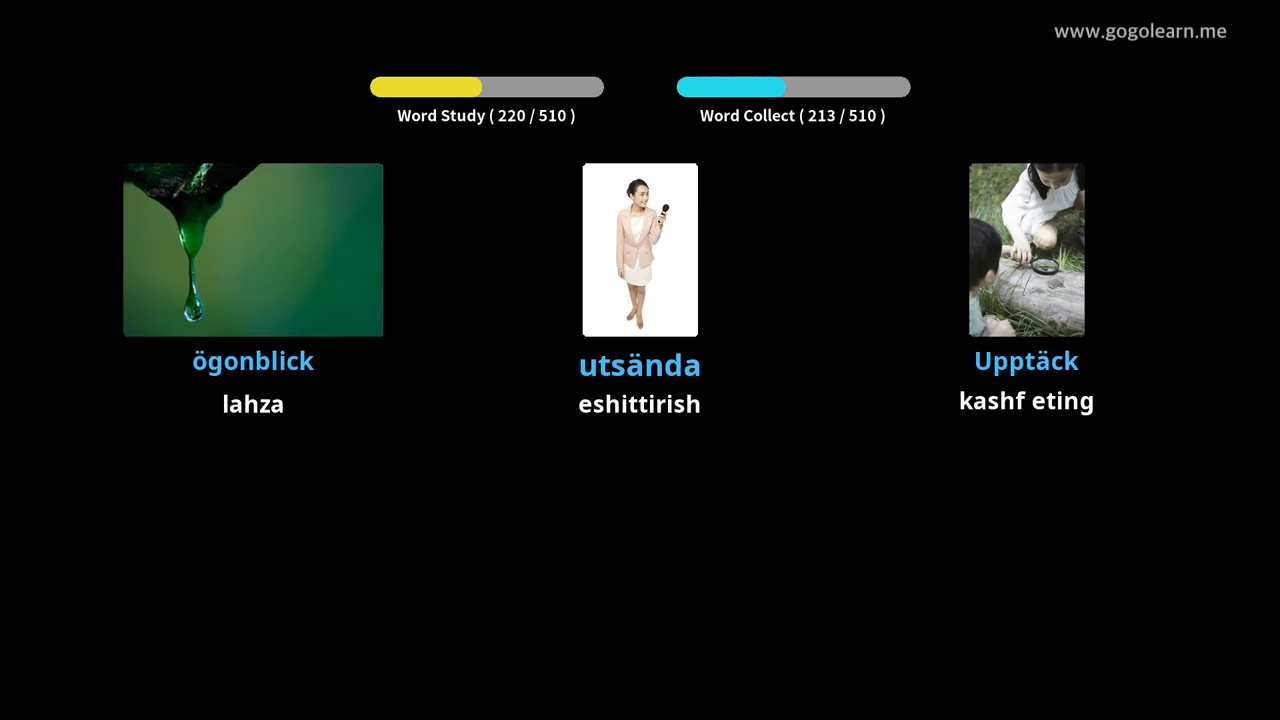 www.gogolearn.me
Word Study ( 220 / 510 )
Word Collect ( 213 / 510 )
ögonblick
lahza
utsända
eshittirish
Upptäck
kashf eting